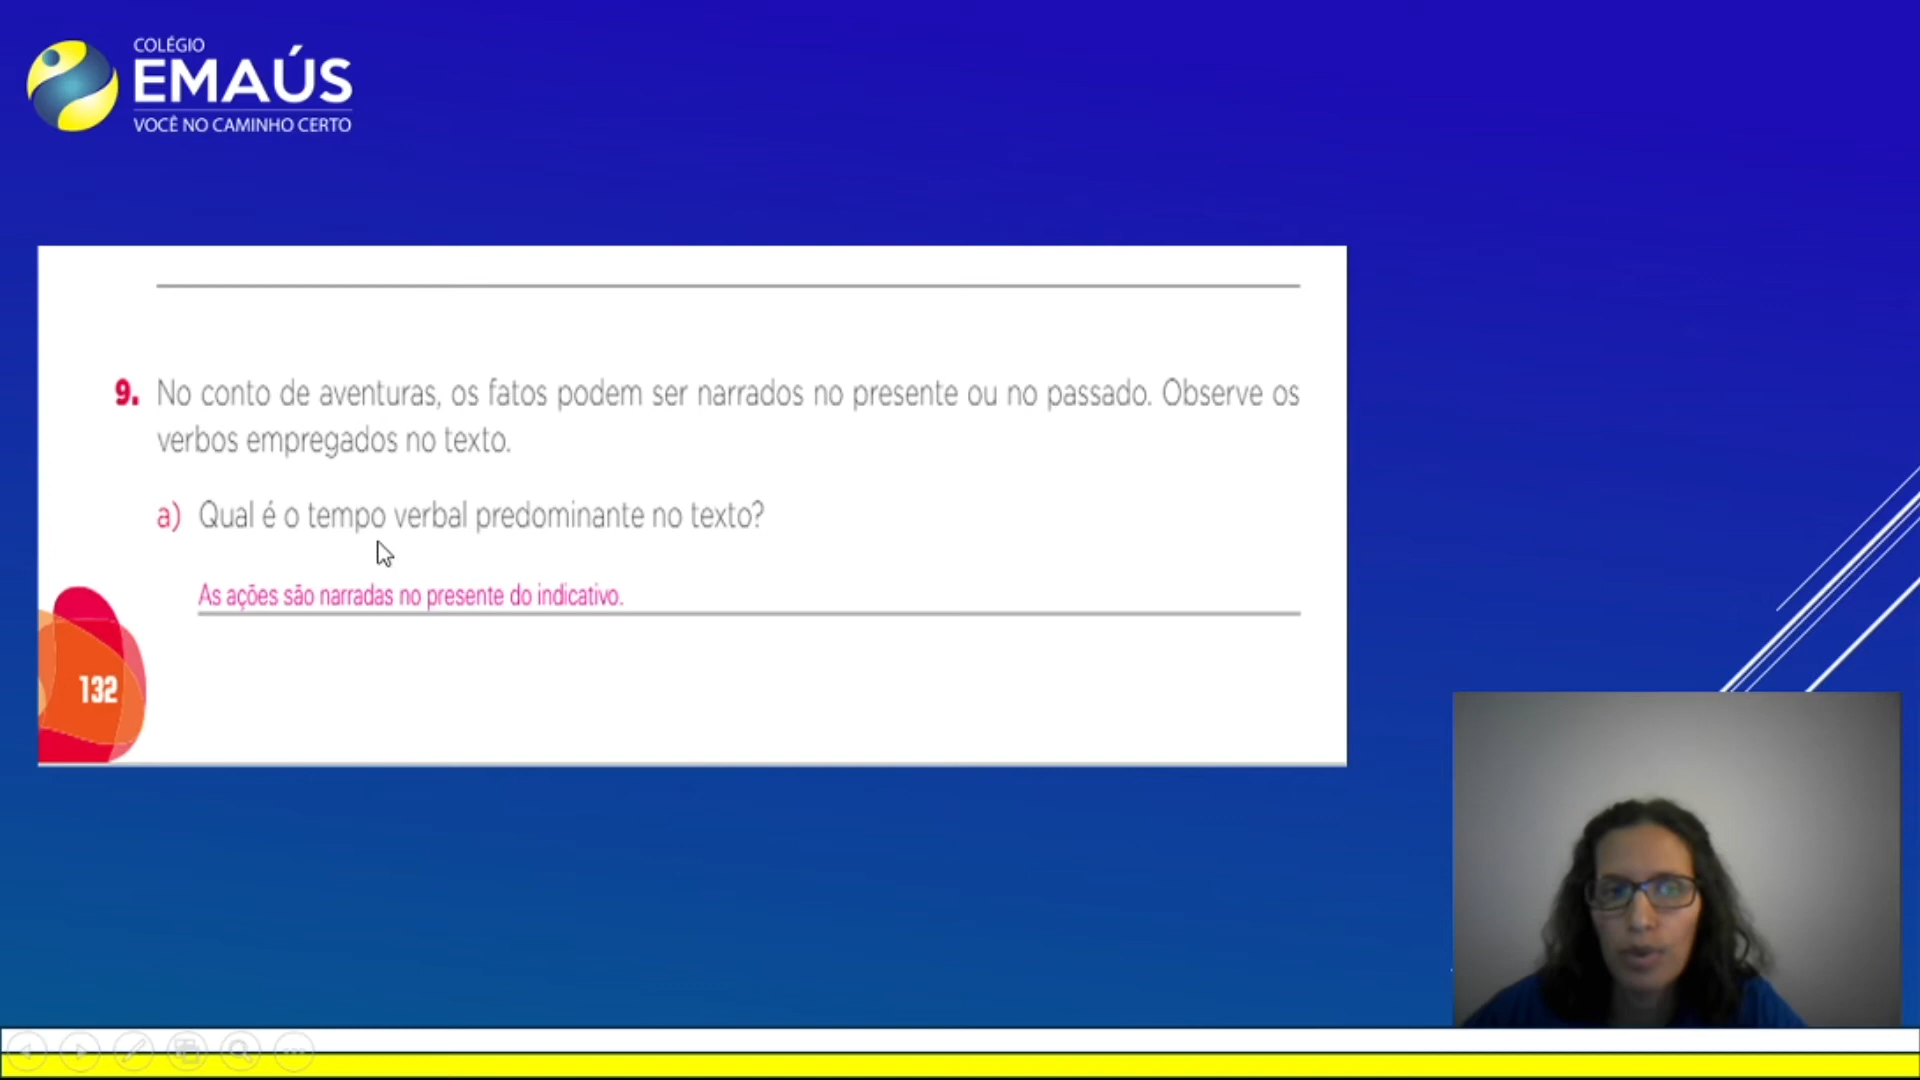 COLÉGIO
EMAÚS
VOCÊ NO CAMINHO CERTO
9. No conto de aventuras, os fatos podem ser narrados no presente ou no passado. Observe os
verbos empregados no texto.
a) Qual é o tempo verbal predominante no texto?
As ações são narradas no presente do indicativo.
132